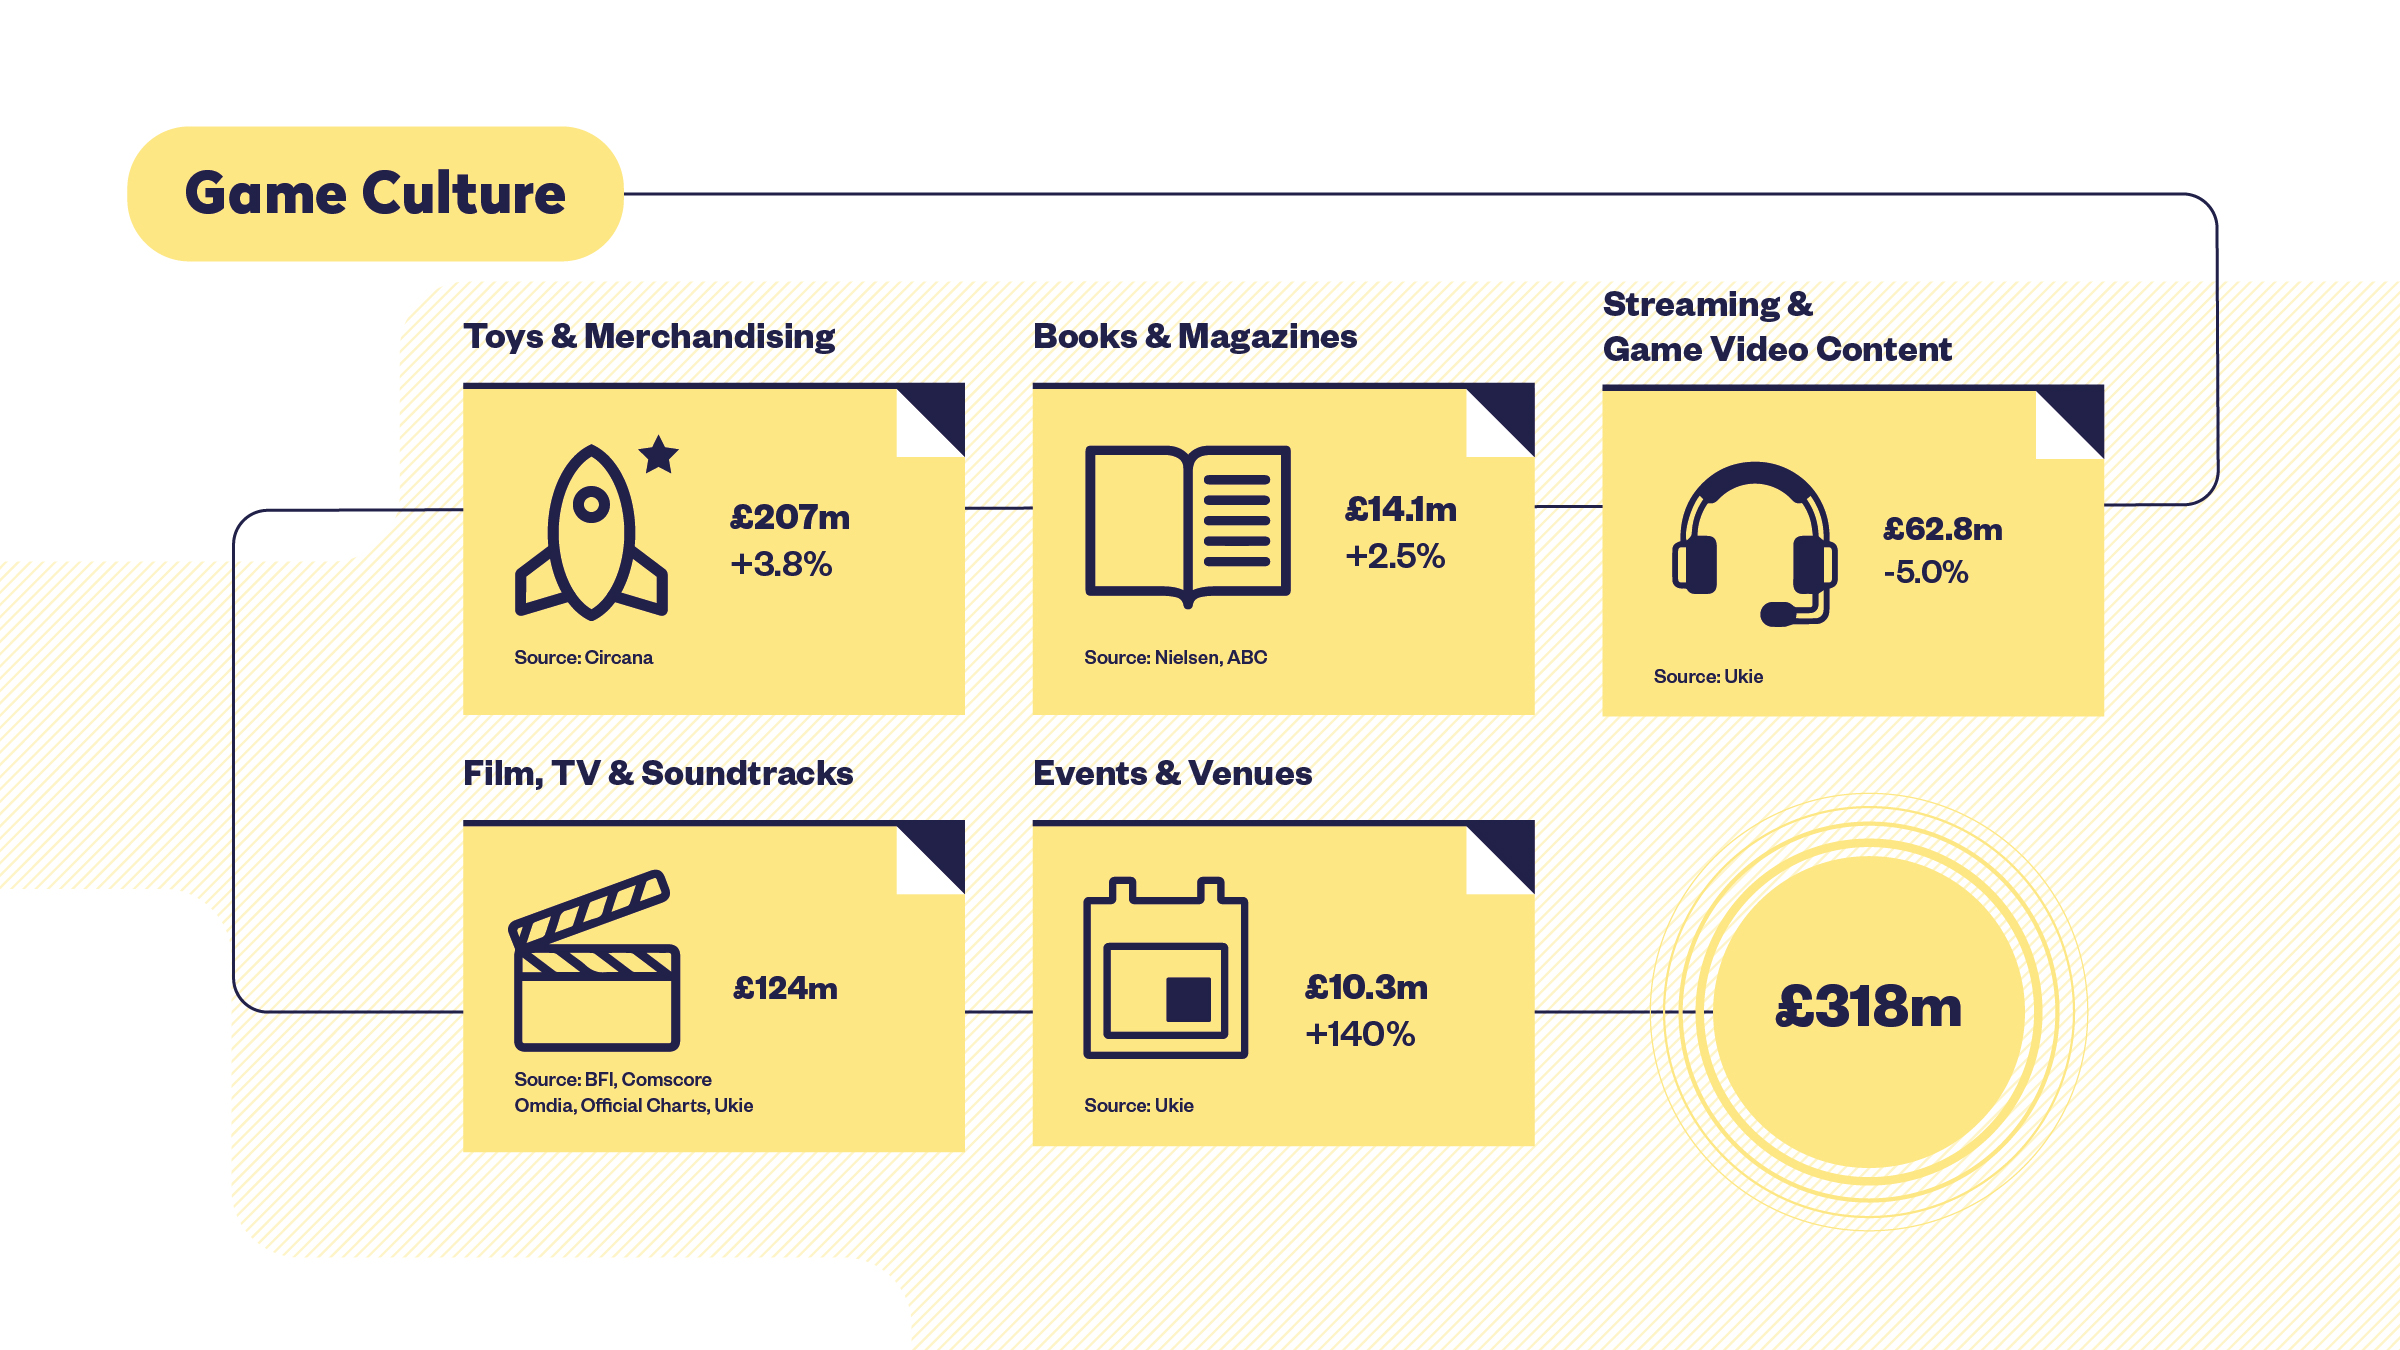 Game Culture
Toys & Merchandising
£207m
+3.8%
Source: Circana
Books & Magazines
£14.1m
+2.5%
Source: Nielsen, ABC
Streaming &
Game Video Content
£62.8m
-5.0%
Source: Ukie
Film, TV & Soundtracks
£124m
Source: BFI, Comscore
Omdia, Official Charts, Ukie
Events & Venues
£10.3m
+140%
Source: Ukie
£318m